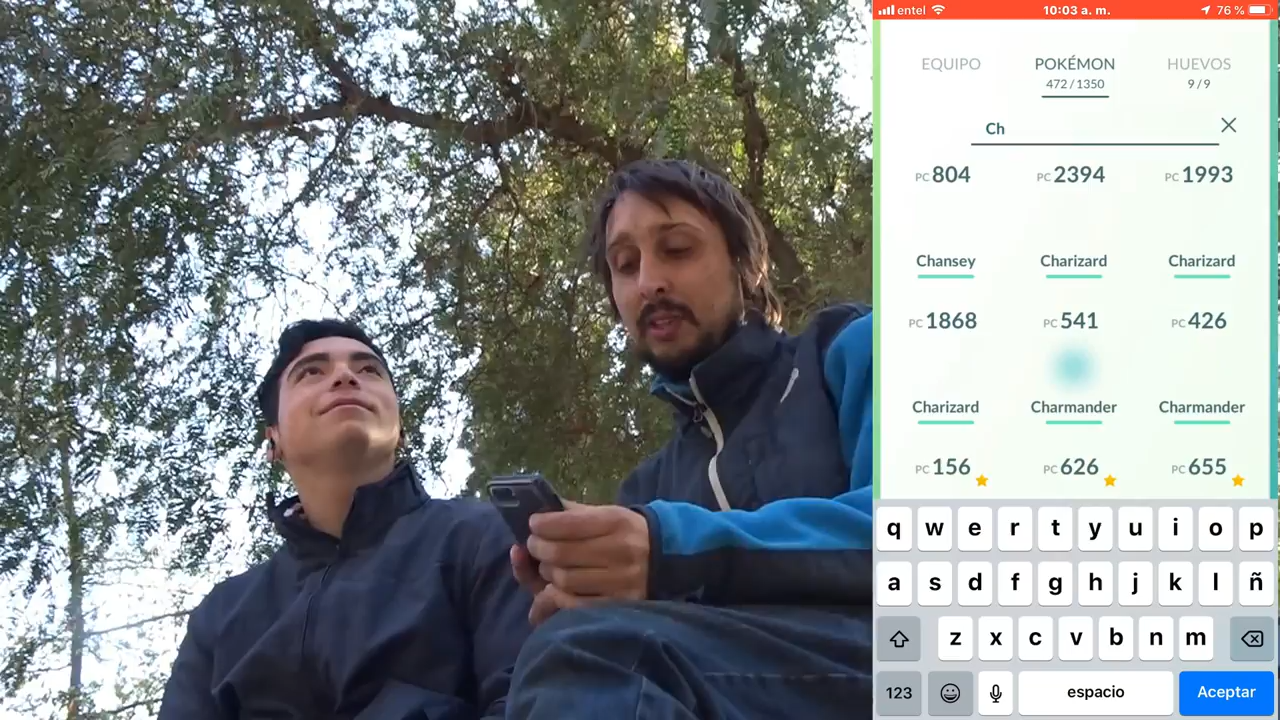 entel 10:03 a. m. 76 %
EQUIPO POKÉMON HUEVOS
472 / 1350 9 / 9
Ch
PC 804 PC 2394 PC 1993
Chansey Charizard Charizard
PC 1868 PC 541 PC 426
Charizard Charmander Charmander
PC 156 PC 626 PC 655
q w e r t y u i o p
a s d f g h j k l ñ
z x c v b n m
123 espacio Aceptar